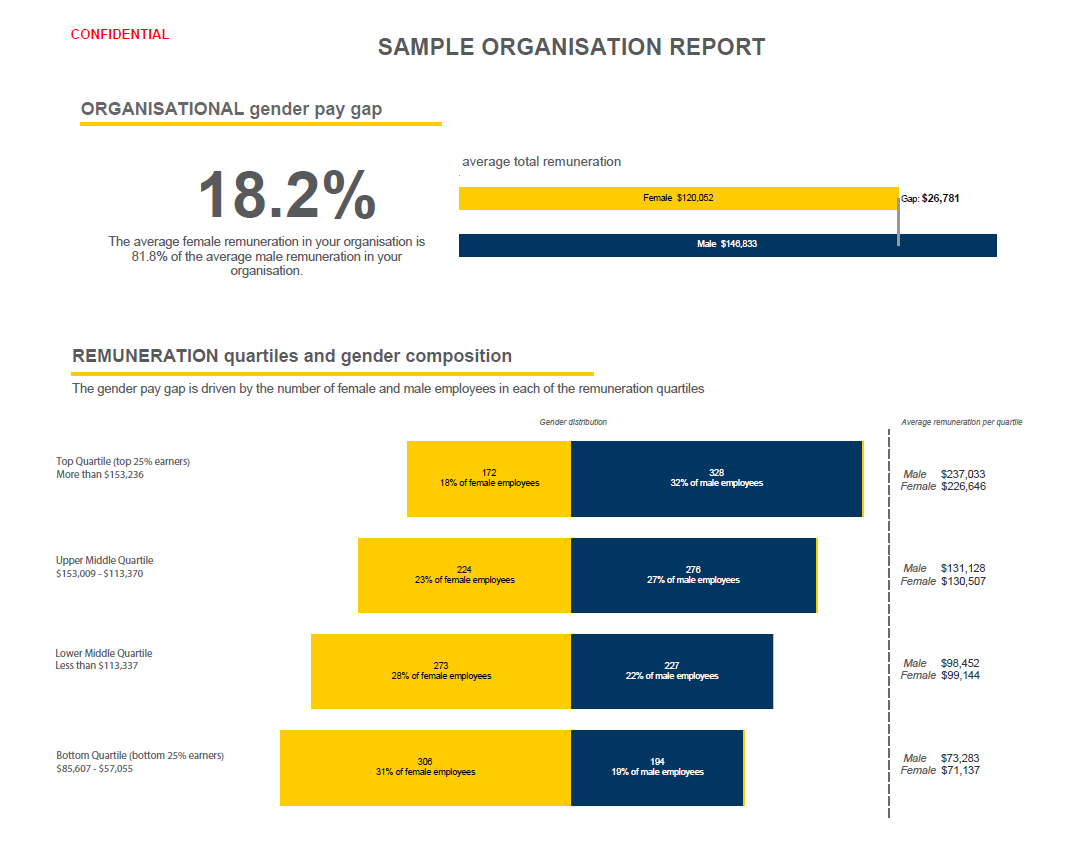 CONFIDENTIAL
SAMPLE ORGANISATION REPORT
ORGANISATIONAL gender pay gap
18.2%
The average female remuneration in your organisation is
81.8% of the average male remuneration in your
organisation.
average total remuneration
Female $120,052
Gap: $26,781
Male $146,833
REMUNERATION quartiles and gender composition
The gender pay gap is driven by the number of female and male employees in each of the remuneration quartiles
Gender distribution
Average remuneration per quartile
Top Quartile (top 25% earners)
More than $153,236
172
18% of female employees
328
32% of male employees
Male $237,033
Female $226,646
Upper Middle Quartile
$153,009 - $113,370
224
23% of female employees
276
27% of male employees
Male $131,128
Female $130,507
Lower Middle Quartile
Less than $113,337
273
28% of female employees
227
22% of male employees
Male $98,452
Female $99,144
Bottom Quartile (bottom 25% earners)
$85,607 - $57,055
306
31% of female employees
194
19% of male employees
Male $73,283
Female $71,137